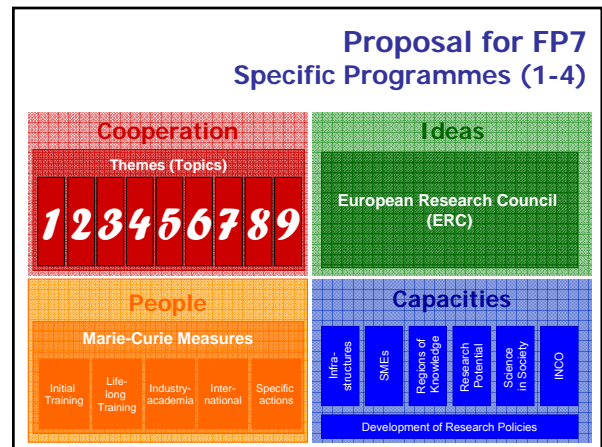 Proposal for FP7
Specific Programmes (1-4)
Cooperation
Themes (Topics)
1 2 3 4 5 6 7 8 9
Ideas
European Research Council
(ERC)
People
Marie-Curie Measures
Initial
Training
Life-
long
Training
Industry-
academia
Inter-
national
Specific
actions
Capacities
Infra-
structures
SMEs
Regions of
Knowledge
Research
Potential
Science
in Society
INCO
Development of Research Policies